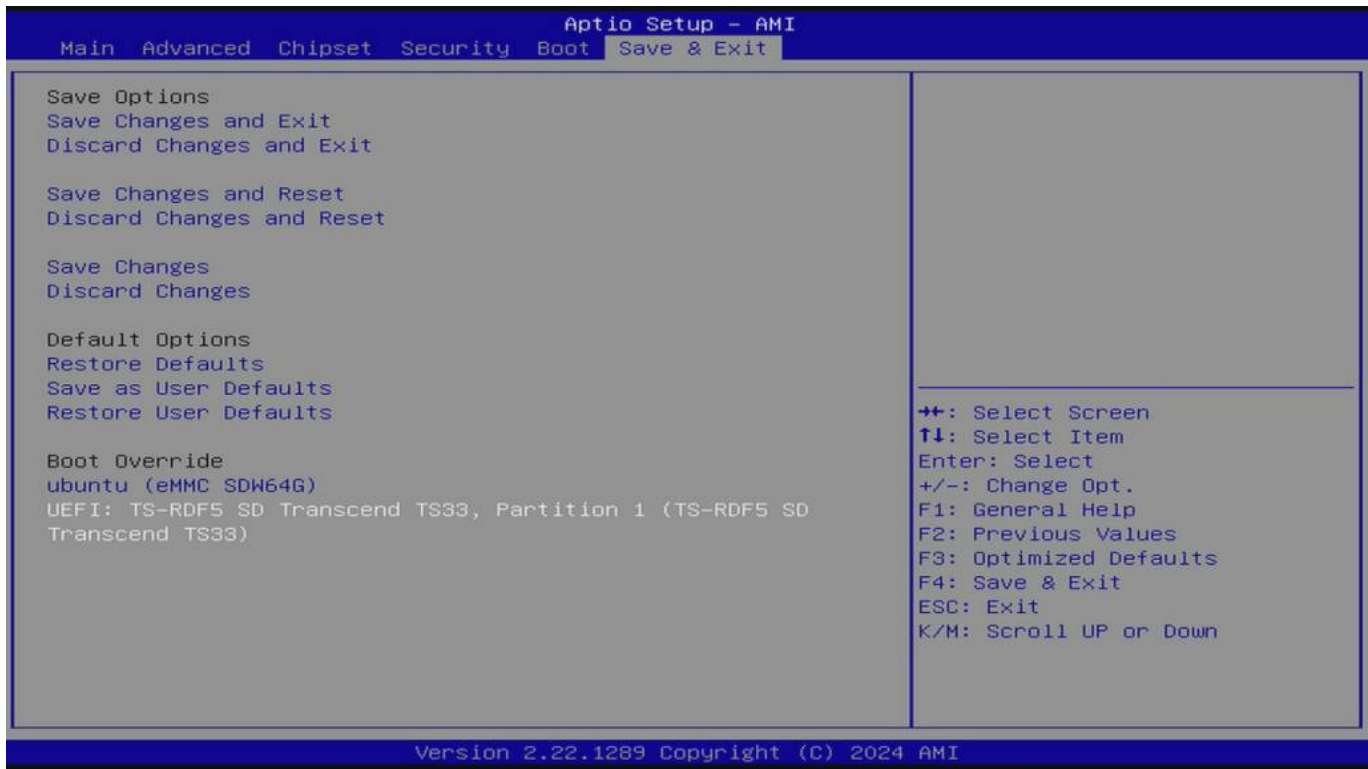 Aptio Setup – AMI
Main Advanced Chipset Security Boot Save & Exit
Save Options
Save Changes and Exit
Discard Changes and Exit
Save Changes and Reset
Discard Changes and Reset
Save Changes
Discard Changes
Default Options
Restore Defaults
Save as User Defaults
Restore User Defaults
Boot Override
ubuntu (eMMC SDW64G)
UEFI: TS-RDF5 SD Transcend TS33, Partition 1 (TS-RDF5 SD
Transcend TS33)
→←: Select Screen
↑↓: Select Item
Enter: Select
+/-: Change Opt.
F1: General Help
F2: Previous Values
F3: Optimized Defaults
F4: Save & Exit
ESC: Exit
K/M: Scroll UP or Down
Version 2.22.1289 Copyright (C) 2024 AMI